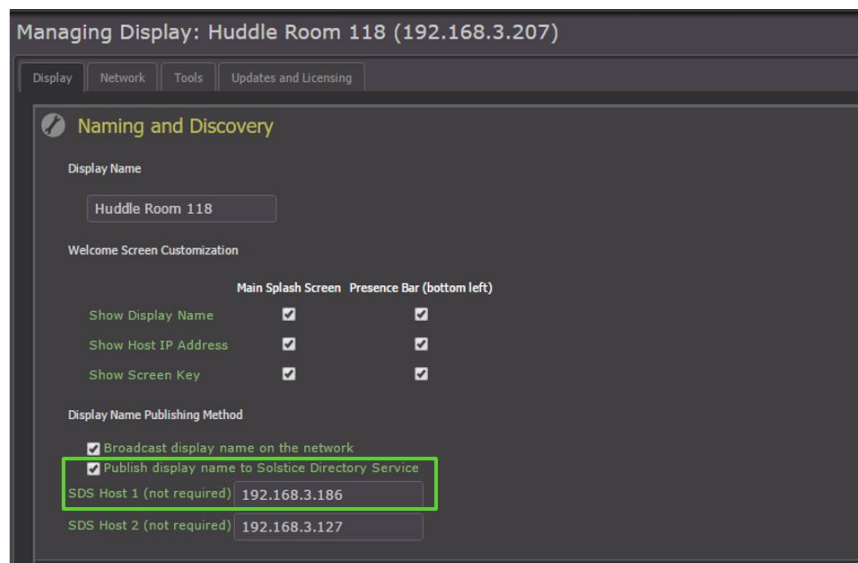 Managing Display: Huddle Room 118 (192.168.3.207)
Display Network Tools Updates and Licensing
Naming and Discovery
Display Name
Huddle Room 118
Welcome Screen Customization
Main Splash Screen Presence Bar (bottom left)
Show Display Name
Show Host IP Address
Show Screen Key
Display Name Publishing Method
Broadcast display name on the network
Publish display name to Solstice Directory Service
SDS Host 1 (not required) 192.168.3.186
SDS Host 2 (not required) 192.168.3.127